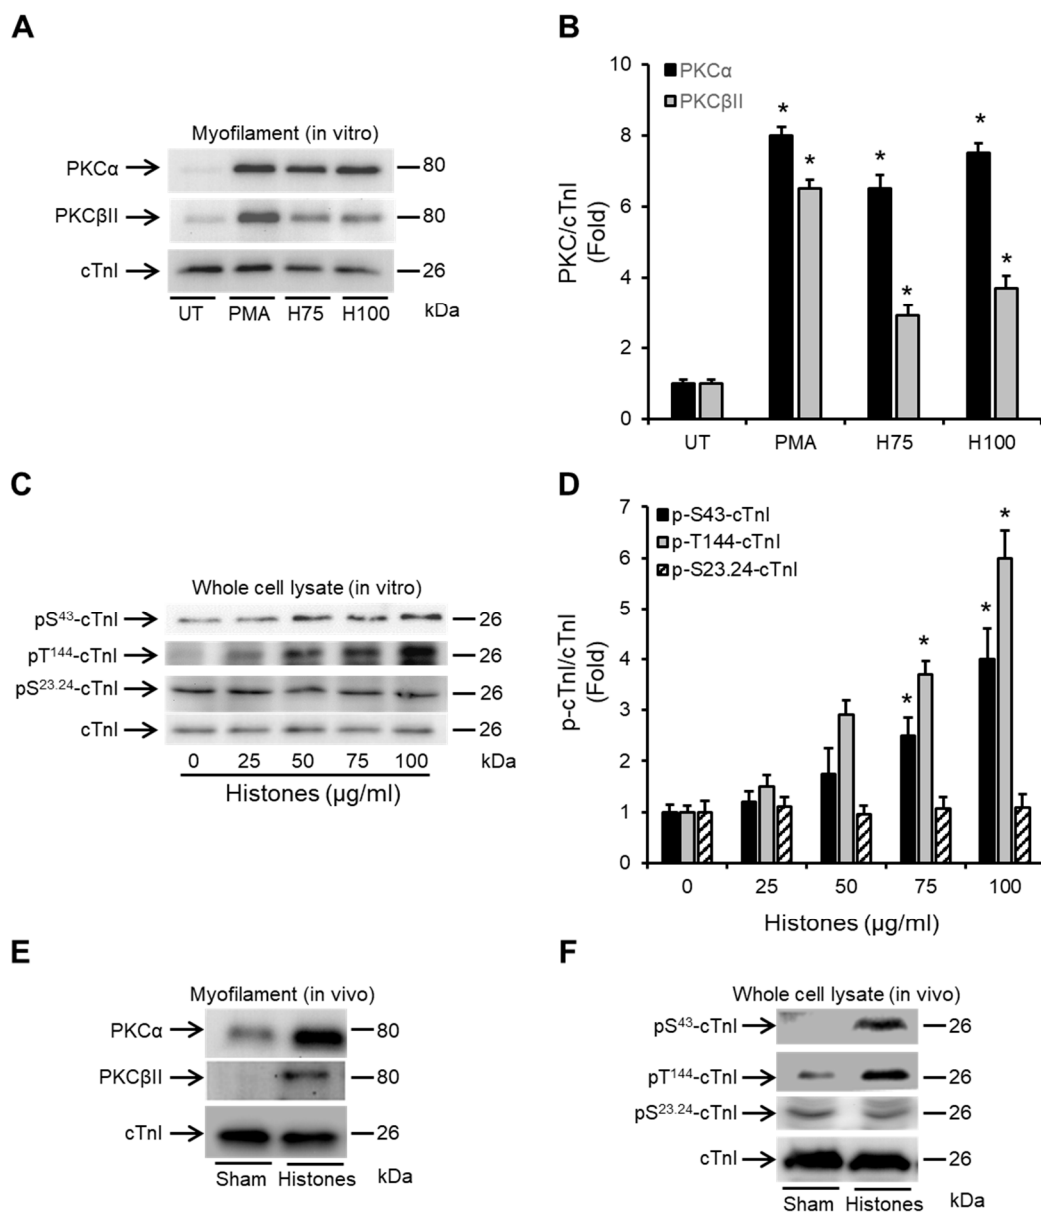 A
Myofilament (in vitro)
PKCα
80
PKCβII
80
cTnI
26
UT PMA H75 H100 kDa
B
10
8
6
4
2
0
PKC/cTnI
(Fold)
PKCα
PKCβII
*
*
*
*
*
*
UT PMA H75 H100
C
Whole cell lysate (in vitro)
pS⁴³-cTnI
26
pT¹⁴⁴-cTnI
26
pS²³·²⁴-cTnI
26
cTnI
26
0 25 50 75 100 kDa
Histones (µg/ml)
D
7
6
5
4
3
2
1
0
p-cTnI/cTnI
(Fold)
p-S43-cTnI
p-T144-cTnI
p-S23.24-cTnI
*
*
*
*
0 25 50 75 100
Histones (µg/ml)
E
Myofilament (in vivo)
PKCα
80
PKCβII
80
cTnI
26
Sham Histones kDa
F
Whole cell lysate (in vivo)
pS⁴³-cTnI
26
pT¹⁴⁴-cTnI
26
pS²³·²⁴-cTnI
26
cTnI
26
Sham Histones kDa